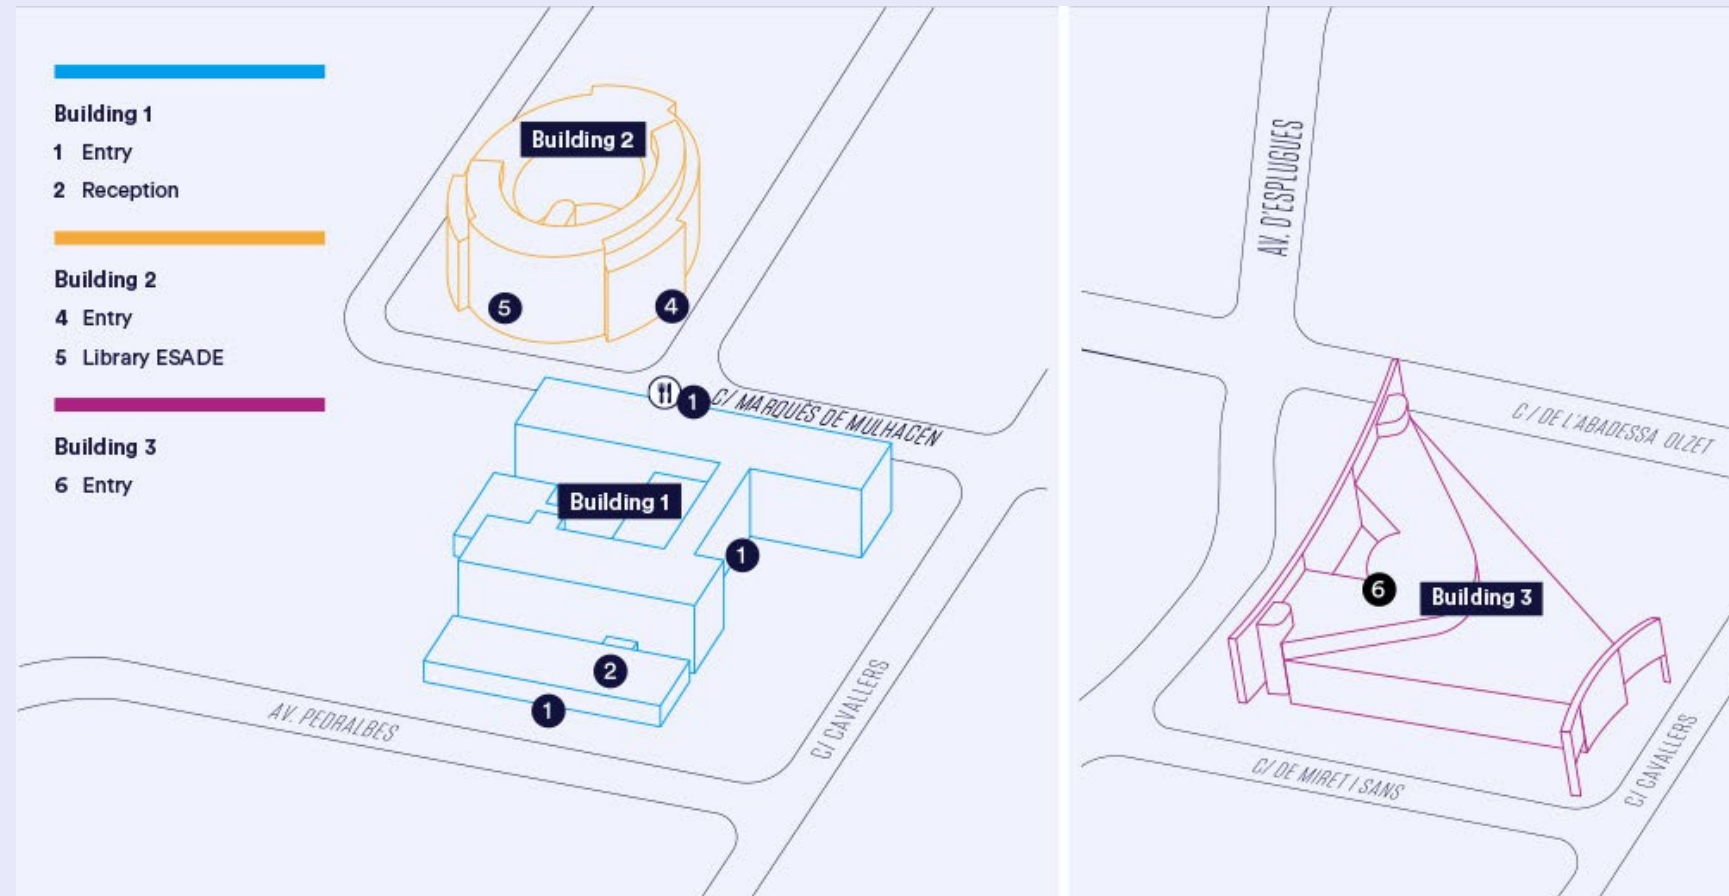 Building 1
1 Entry
2 Reception
Building 2
4 Entry
5 Library ESADE
Building 3
6 Entry
Building 2
5
4
1
C/ MARQUÈS DE MULHACÉN
Building 1
1
2
1
AV. PEDRALBES
C/ CAVALLERS
AV. D'ESPLUGUES
C/ DE L'ABADESSA OLZET
6
Building 3
C/ DE MIRET I SANS
C/ CAVALLERS